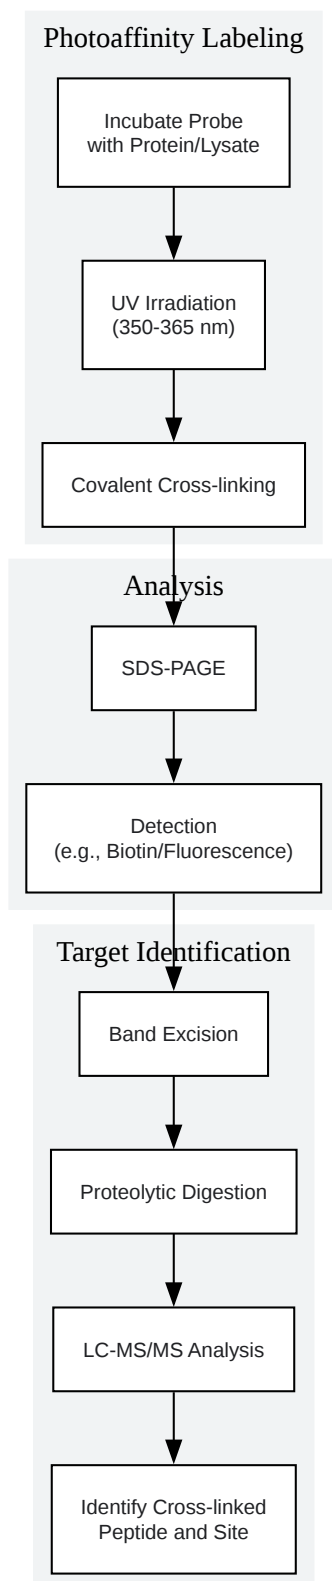 Photoaffinity Labeling
Incubate Probe
with Protein/Lysate
UV Irradiation
(350-365 nm)
Covalent Cross-linking
Analysis
SDS-PAGE
Detection
(e.g., Biotin/Fluorescence)
Target Identification
Band Excision
Proteolytic Digestion
LC-MS/MS Analysis
Identify Cross-linked
Peptide and Site